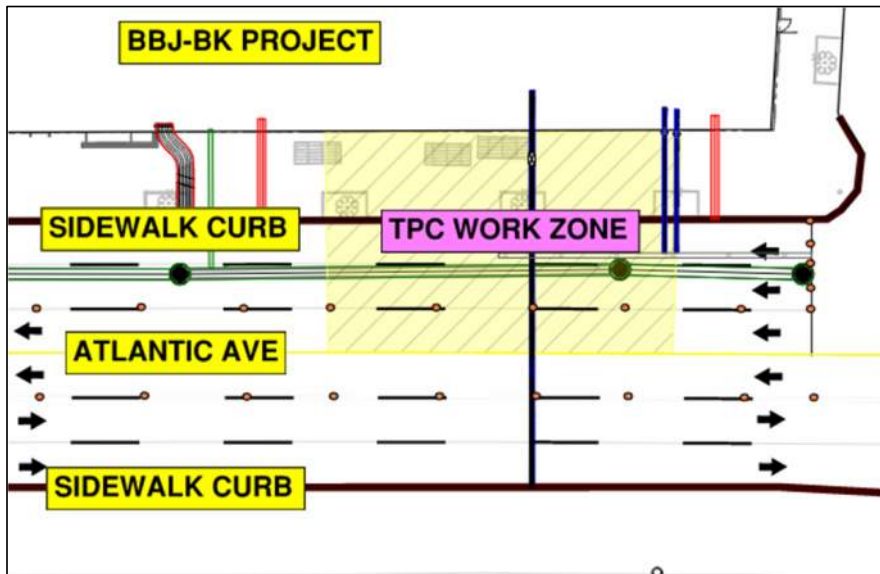 BBJ-BK PROJECT
SIDEWALK CURB
TPC WORK ZONE
ATLANTIC AVE
SIDEWALK CURB